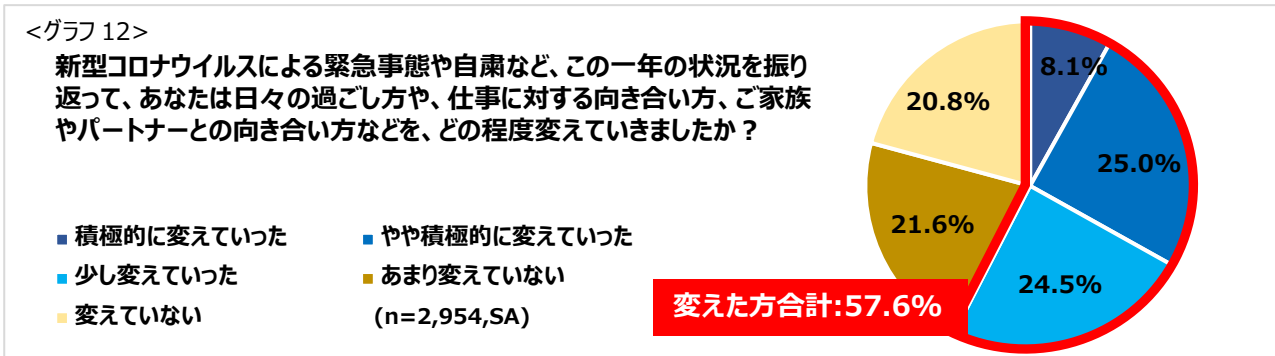 <グラフ 12>
新型コロナウイルスによる緊急事態や自粛など、この一年の状況を振り
返って、あなたは日々の過ごし方や、仕事に対する向き合い方、ご家族
やパートナーとの向き合い方などを、どの程度変えていきましたか？
積極的に変えていった
やや積極的に変えていった
少し変えていった
あまり変えていない
変えていない
(n=2,954,SA)
8.1%
25.0%
24.5%
21.6%
20.8%
変えた方合計:57.6%